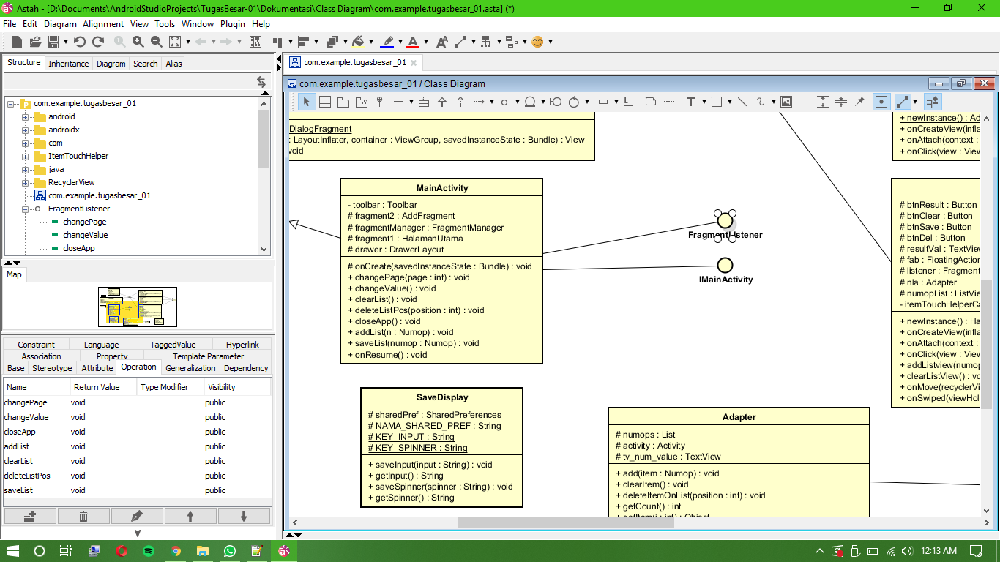 Astah - [D:\Documents\AndroidStudioProjects\TugasBesar-01\Dokumentasi\Class Diagram\com.example.tugasbesar_01.asta] (*)
File Edit Diagram Alignment View Tools Window Plugin Help
Structure Inheritance Diagram Search Alias
com.example.tugasbesar_01
android
androidx
com
ItemTouchHelper
java
RecyclerView
com.example.tugasbesar_01
FragmentListener
changePage
changeValue
closeApp
Map
Constraint Language TaggedValue Hyperlink
Association Property Template Parameter
Base Stereotype Attribute Operation Generalization Dependency
Name Return Value Type Modifier Visibility
changePage void public
changeValue void public
closeApp void public
addList void public
clearList void public
deleteListPos void public
saveList void public
com.example.tugasbesar_01
com.example.tugasbesar_01 / Class Diagram
DialogFragment
: LayoutInflater, container : ViewGroup, savedInstanceState : Bundle) : View
void
MainActivity
- toolbar : Toolbar
# fragment2 : AddFragment
# fragmentManager : FragmentManager
# fragment1 : HalamanUtama
# drawer : DrawerLayout
# onCreate(savedInstanceState : Bundle) : void
+ changePage(page : int) : void
+ changeValue() : void
+ clearList() : void
+ deleteListPos(position : int) : void
+ closeApp() : void
+ addList(n : Numop) : void
+ saveList(numop : Numop) : void
+ onResume() : void
FragmentListener
IMainActivity
SaveDisplay
# sharedPref : SharedPreferences
# NAMA_SHARED_PREF : String
# KEY_INPUT : String
# KEY_SPINNER : String
+ saveInput(input : String) : void
+ getInput() : String
+ saveSpinner(spinner : String) : void
+ getSpinner() : String
Adapter
# numops : List
# activity : Activity
# tv_num_value : TextView
+ add(item : Numop) : void
+ clearItem() : void
+ deleteItemOnList(position : int) : void
+ getCount() : int
+ getItem(i : int) : Object
+ newInstance() : Ad
+ onCreateView(infla
+ onAttach(context :
+ onClick(view : View
# btnResult : Button
# btnClear : Button
# btnSave : Button
# btnDel : Button
# resultVal : TextView
# fab : FloatingAction
# listener : Fragment
# nla : Adapter
# numopList : ListView
- itemTouchHelperCa
+ newInstance() : Ha
+ onCreateView(infla
+ onAttach(context :
+ onClick(view : View
+ addListview(numop
+ clearListView() : vo
+ onMove(recyclerVi
+ onSwiped(viewHol
12:13 AM